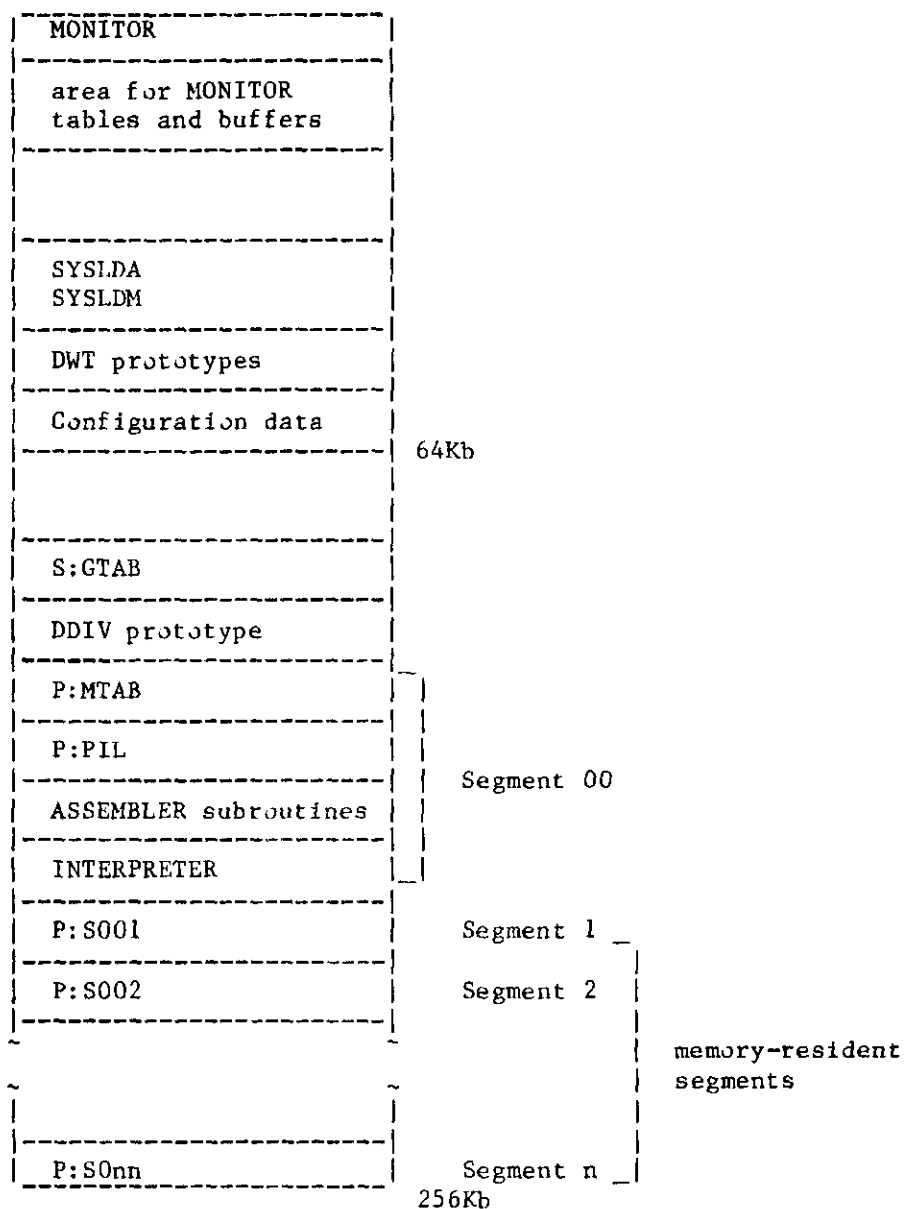 MONITOR
area for MONITOR
tables and buffers
SYSLDA
SYSLDM
DWT prototypes
Configuration data
64Kb
S:GTAB
DDIV prototype
P:MTAB
P:PIL
Segment 00
ASSEMBLER subroutines
INTERPRETER
P:S001 Segment 1
P:S002 Segment 2
memory-resident
segments
P:S0nn Segment n
256Kb